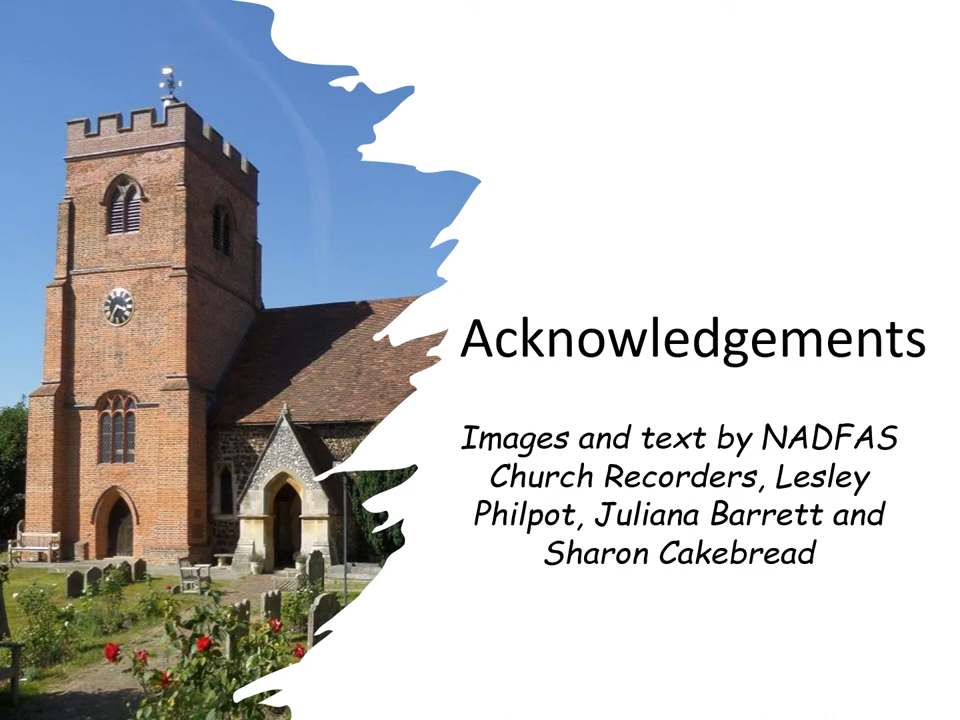 Acknowledgements
Images and text by NADFAS
Church Recorders, Lesley
Philpot, Juliana Barrett and
Sharon Cakebread